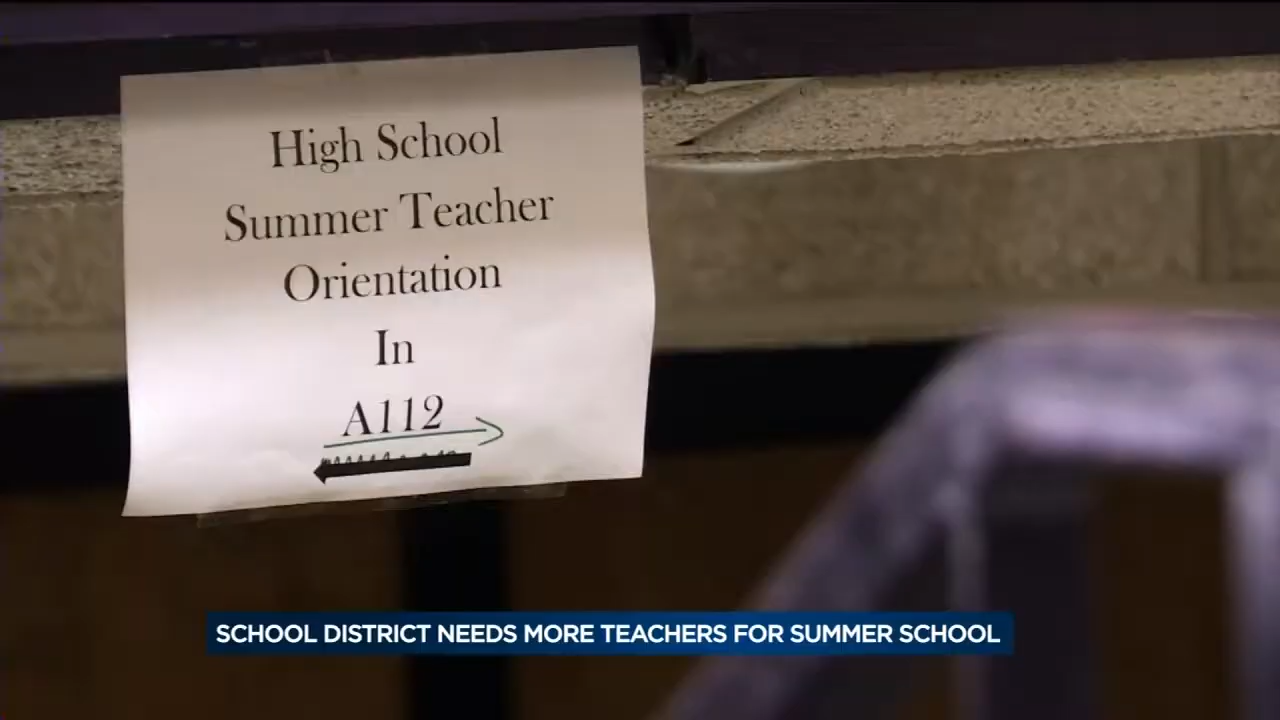 High School
Summer Teacher
Orientation
In
A112
SCHOOL DISTRICT NEEDS MORE TEACHERS FOR SUMMER SCHOOL